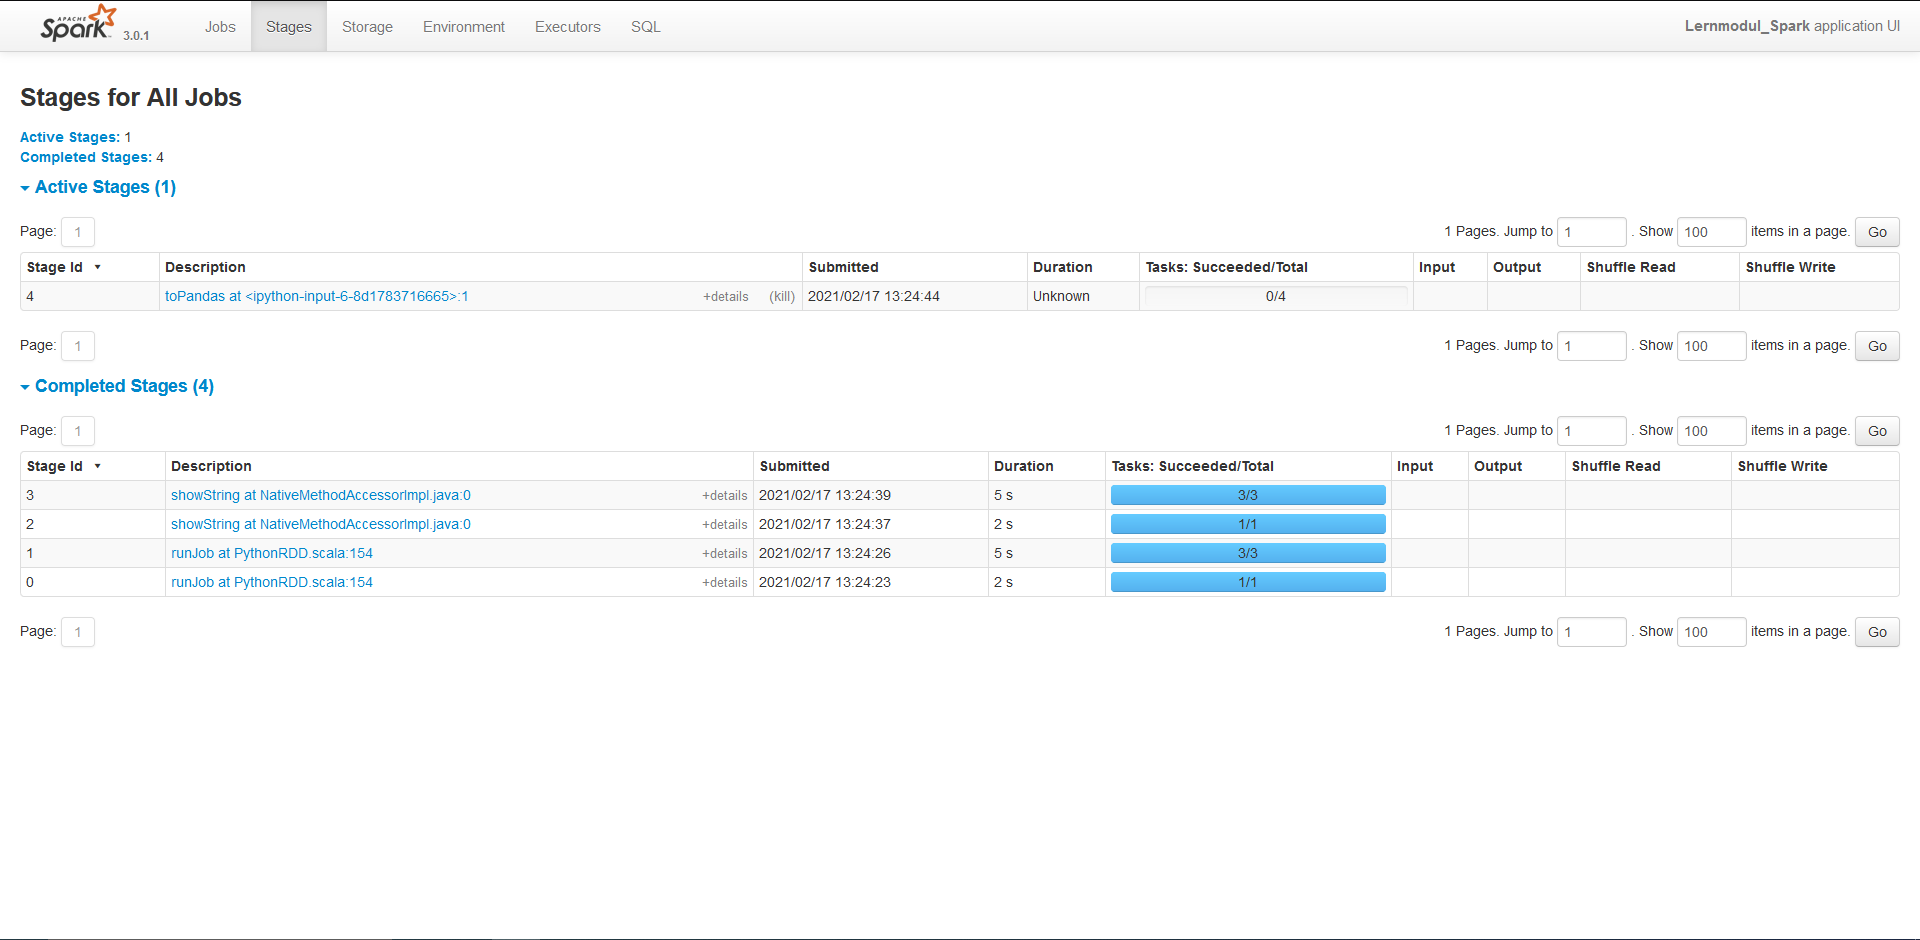 APACHE Spark 3.0.1 Jobs Stages Storage Environment Executors SQL Lernmodul_Spark application UI
Stages for All Jobs
Active Stages: 1
Completed Stages: 4
Active Stages (1)
Page: 1 1 Pages. Jump to 1 . Show 100 items in a page. Go
Stage Id Description Submitted Duration Tasks: Succeeded/Total Input Output Shuffle Read Shuffle Write
4 toPandas at <ipython-input-6-8d1783716665>:1 +details (kill) 2021/02/17 13:24:44 Unknown 0/4
Page: 1 1 Pages. Jump to 1 . Show 100 items in a page. Go
Completed Stages (4)
Page: 1 1 Pages. Jump to 1 . Show 100 items in a page. Go
Stage Id Description Submitted Duration Tasks: Succeeded/Total Input Output Shuffle Read Shuffle Write
3 showString at NativeMethodAccessorImpl.java:0 +details 2021/02/17 13:24:39 5 s 3/3
2 showString at NativeMethodAccessorImpl.java:0 +details 2021/02/17 13:24:37 2 s 1/1
1 runJob at PythonRDD.scala:154 +details 2021/02/17 13:24:26 5 s 3/3
0 runJob at PythonRDD.scala:154 +details 2021/02/17 13:24:23 2 s 1/1
Page: 1 1 Pages. Jump to 1 . Show 100 items in a page. Go